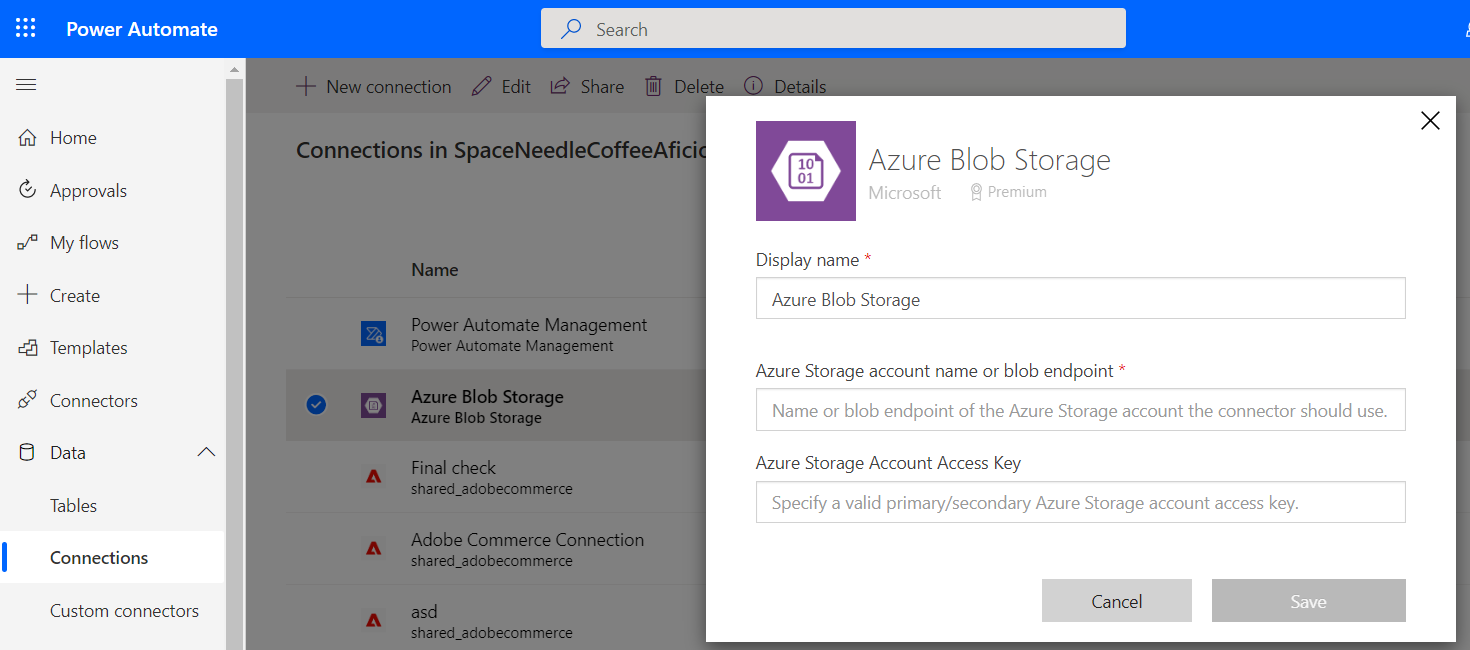 Power Automate
Search
Home
Approvals
My flows
Create
Templates
Connectors
Data
Tables
Connections
Custom connectors
New connection Edit Share Delete Details
Connections in SpaceNeedleCoffeeAficic
Name
Power Automate Management
Power Automate Management
Azure Blob Storage
Azure Blob Storage
Final check
shared_adobecommerce
Adobe Commerce Connection
shared_adobecommerce
asd
shared_adobecommerce
10
01
Azure Blob Storage
Microsoft Premium
Display name *
Azure Blob Storage
Azure Storage account name or blob endpoint *
Name or blob endpoint of the Azure Storage account the connector should use.
Azure Storage Account Access Key
Specify a valid primary/secondary Azure Storage account access key.
Cancel Save